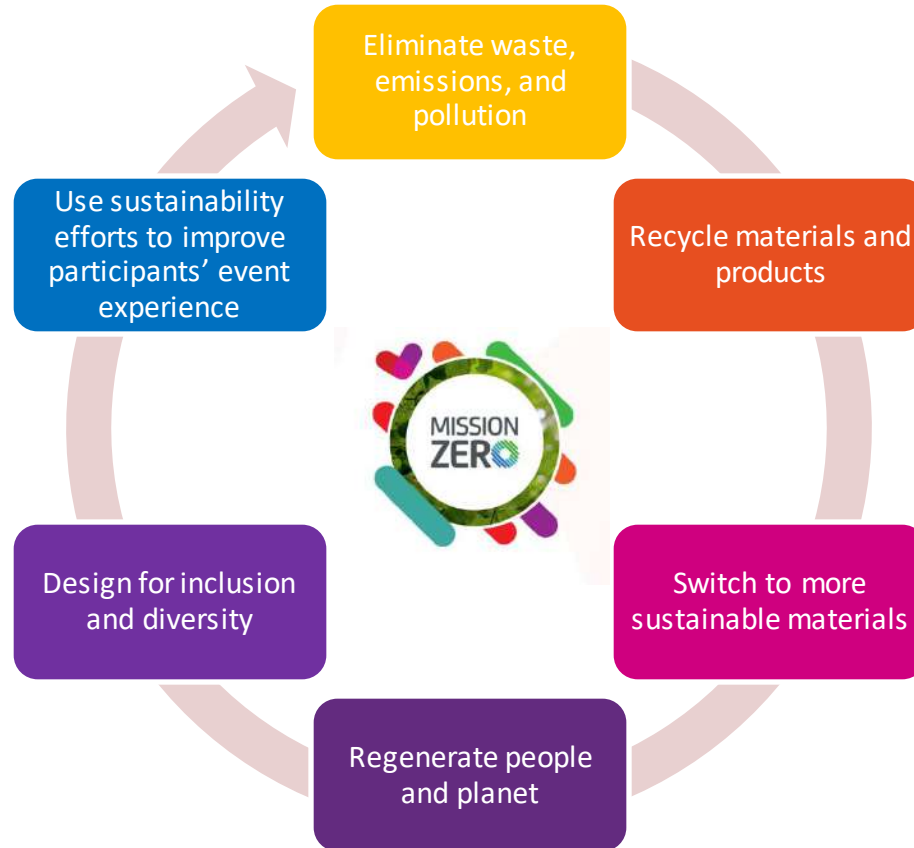 Eliminate waste,
emissions, and
pollution
Recycle materials and
products
Switch to more
sustainable materials
Regenerate people
and planet
Design for inclusion
and diversity
Use sustainability
efforts to improve
participants’ event
experience
MISSION
ZERO